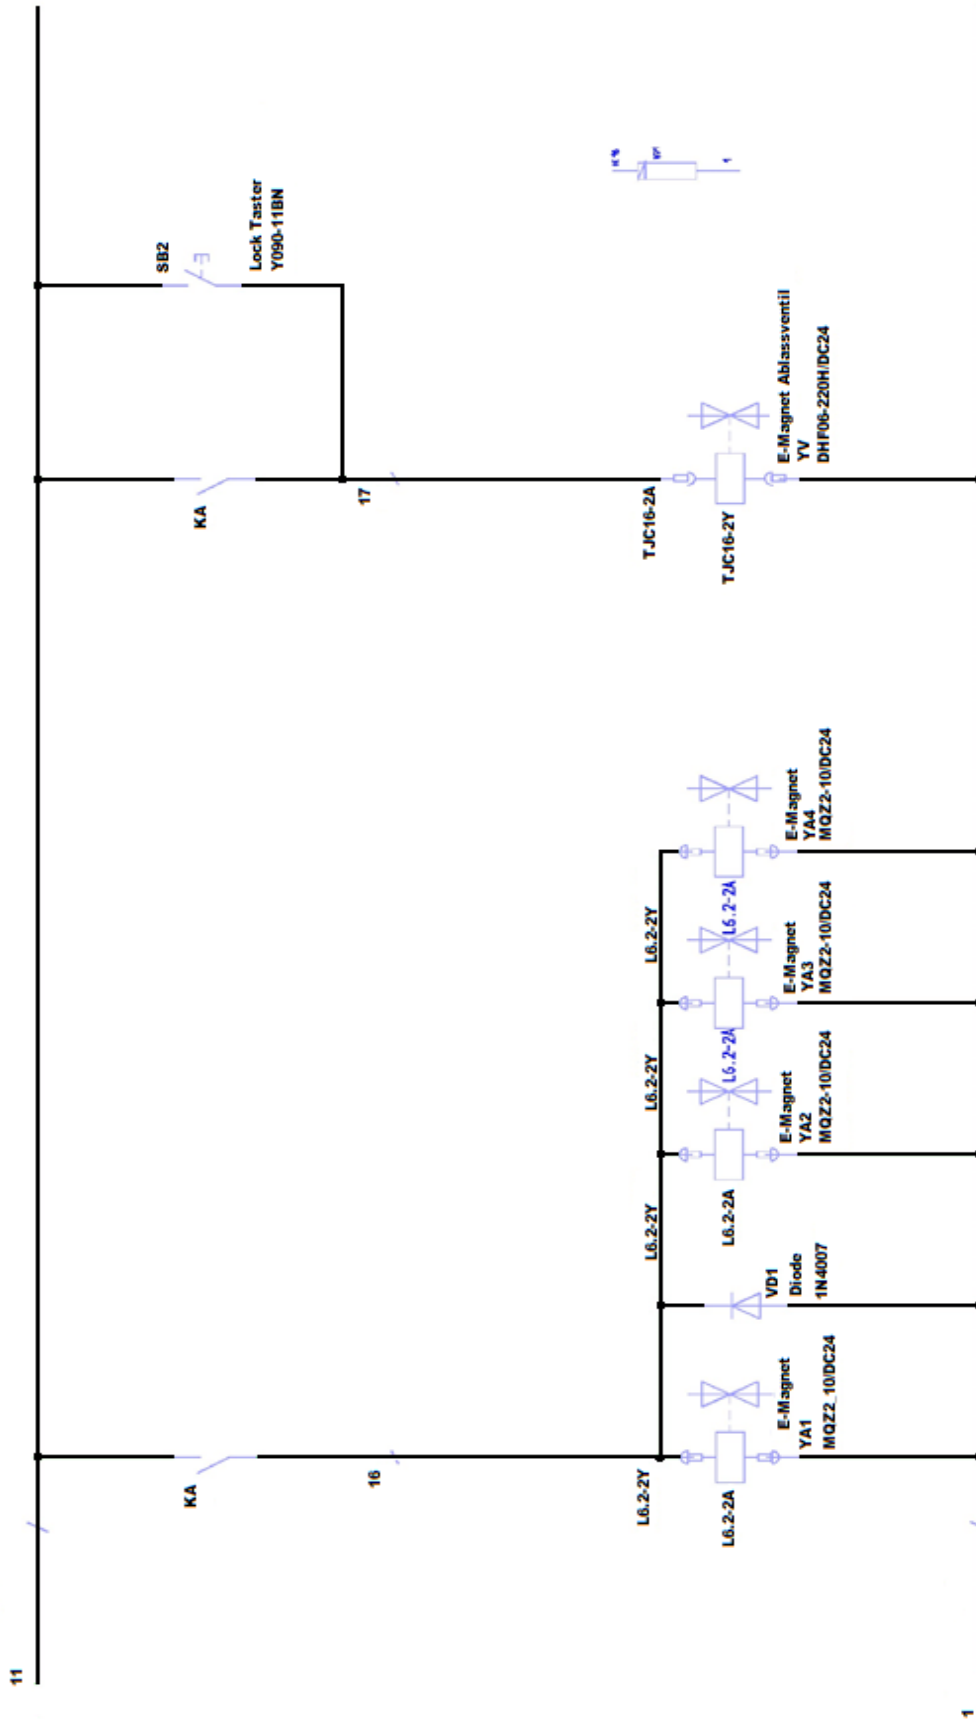 11
KA
16
L6.2-2Y
L6.2-2A
E-Magnet
YA1
MQZ2_10/DC24
VD1
Diode
1N4007
L6.2-2Y
L6.2-2A
E-Magnet
YA2
MQZ2-10/DC24
L6.2-2Y
L6.2-2A
E-Magnet
YA3
MQZ2-10/DC24
L6.2-2Y
L6.2-2A
E-Magnet
YA4
MQZ2-10/DC24
KA
17
TJC16-2A
TJC16-2Y
E-Magnet Ablassventil
YV
DHF06-220H/DC24
SB2
Lock Taster
Y090-11BN
1
1